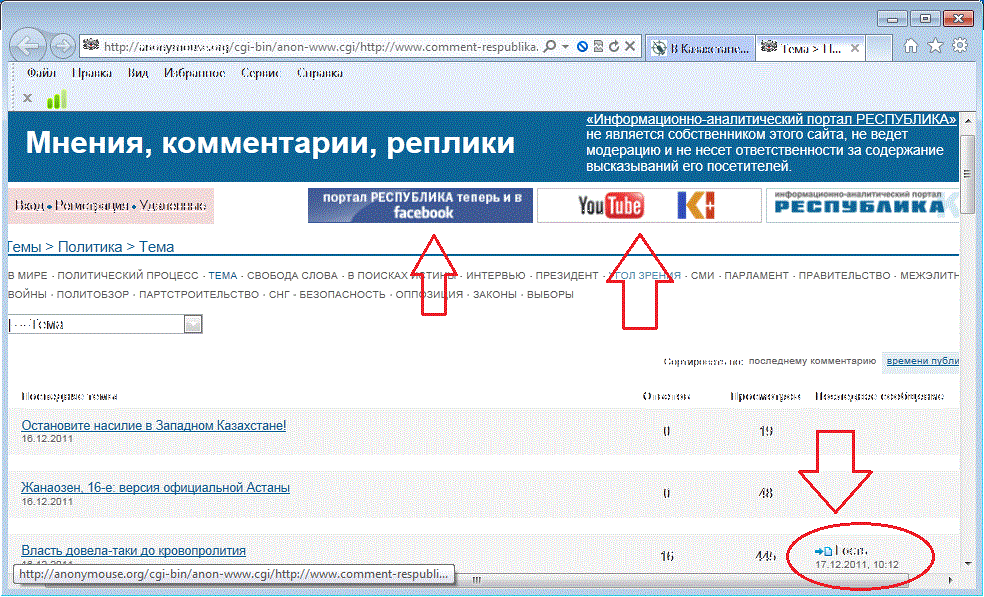 http://anonymouse.org/cgi-bin/anon-www.cgi/http://www.comment-respublika.
В Казахстане...
Тема > П...
Файл Правка Вид Избранное Сервис Справка
Мнения, комментарии, реплики
«Информационно-аналитический портал РЕСПУБЛИКА»
не является собственником этого сайта, не ведет
модерацию и не несет ответственности за содержание
высказываний его посетителей.
Вход • Регистрация • Удаленные
портал РЕСПУБЛИКА теперь и в
facebook
YouTube K+
информационно-аналитический портал
РЕСПУБЛИКА
Темы > Политика > Тема
В МИРЕ · ПОЛИТИЧЕСКИЙ ПРОЦЕСС · ТЕМА · СВОБОДА СЛОВА · В ПОИСКАХ ИСТИНЫ · ИНТЕРВЬЮ · ПРЕЗИДЕНТ · УГОЛ ЗРЕНИЯ · СМИ · ПАРЛАМЕНТ · ПРАВИТЕЛЬСТВО · МЕЖЭЛИТН
ВОЙНЫ · ПОЛИТОБЗОР · ПАРТСТРОИТЕЛЬСТВО · СНГ · БЕЗОПАСНОСТЬ · ОППОЗИЦИЯ · ЗАКОНЫ · ВЫБОРЫ
|--- Тема
Сортировать по: последнему комментарию времени публи
Последние темы Ответов Просмотров Последнее сообщение
Остановите насилие в Западном Казахстане! 0 19
16.12.2011
Жанаозен, 16-е: версия официальной Астаны 0 48
16.12.2011
Власть довела-таки до кровопролития 16 445 Гость
17.12.2011, 10:12
http://anonymouse.org/cgi-bin/anon-www.cgi/http://www.comment-respubli...